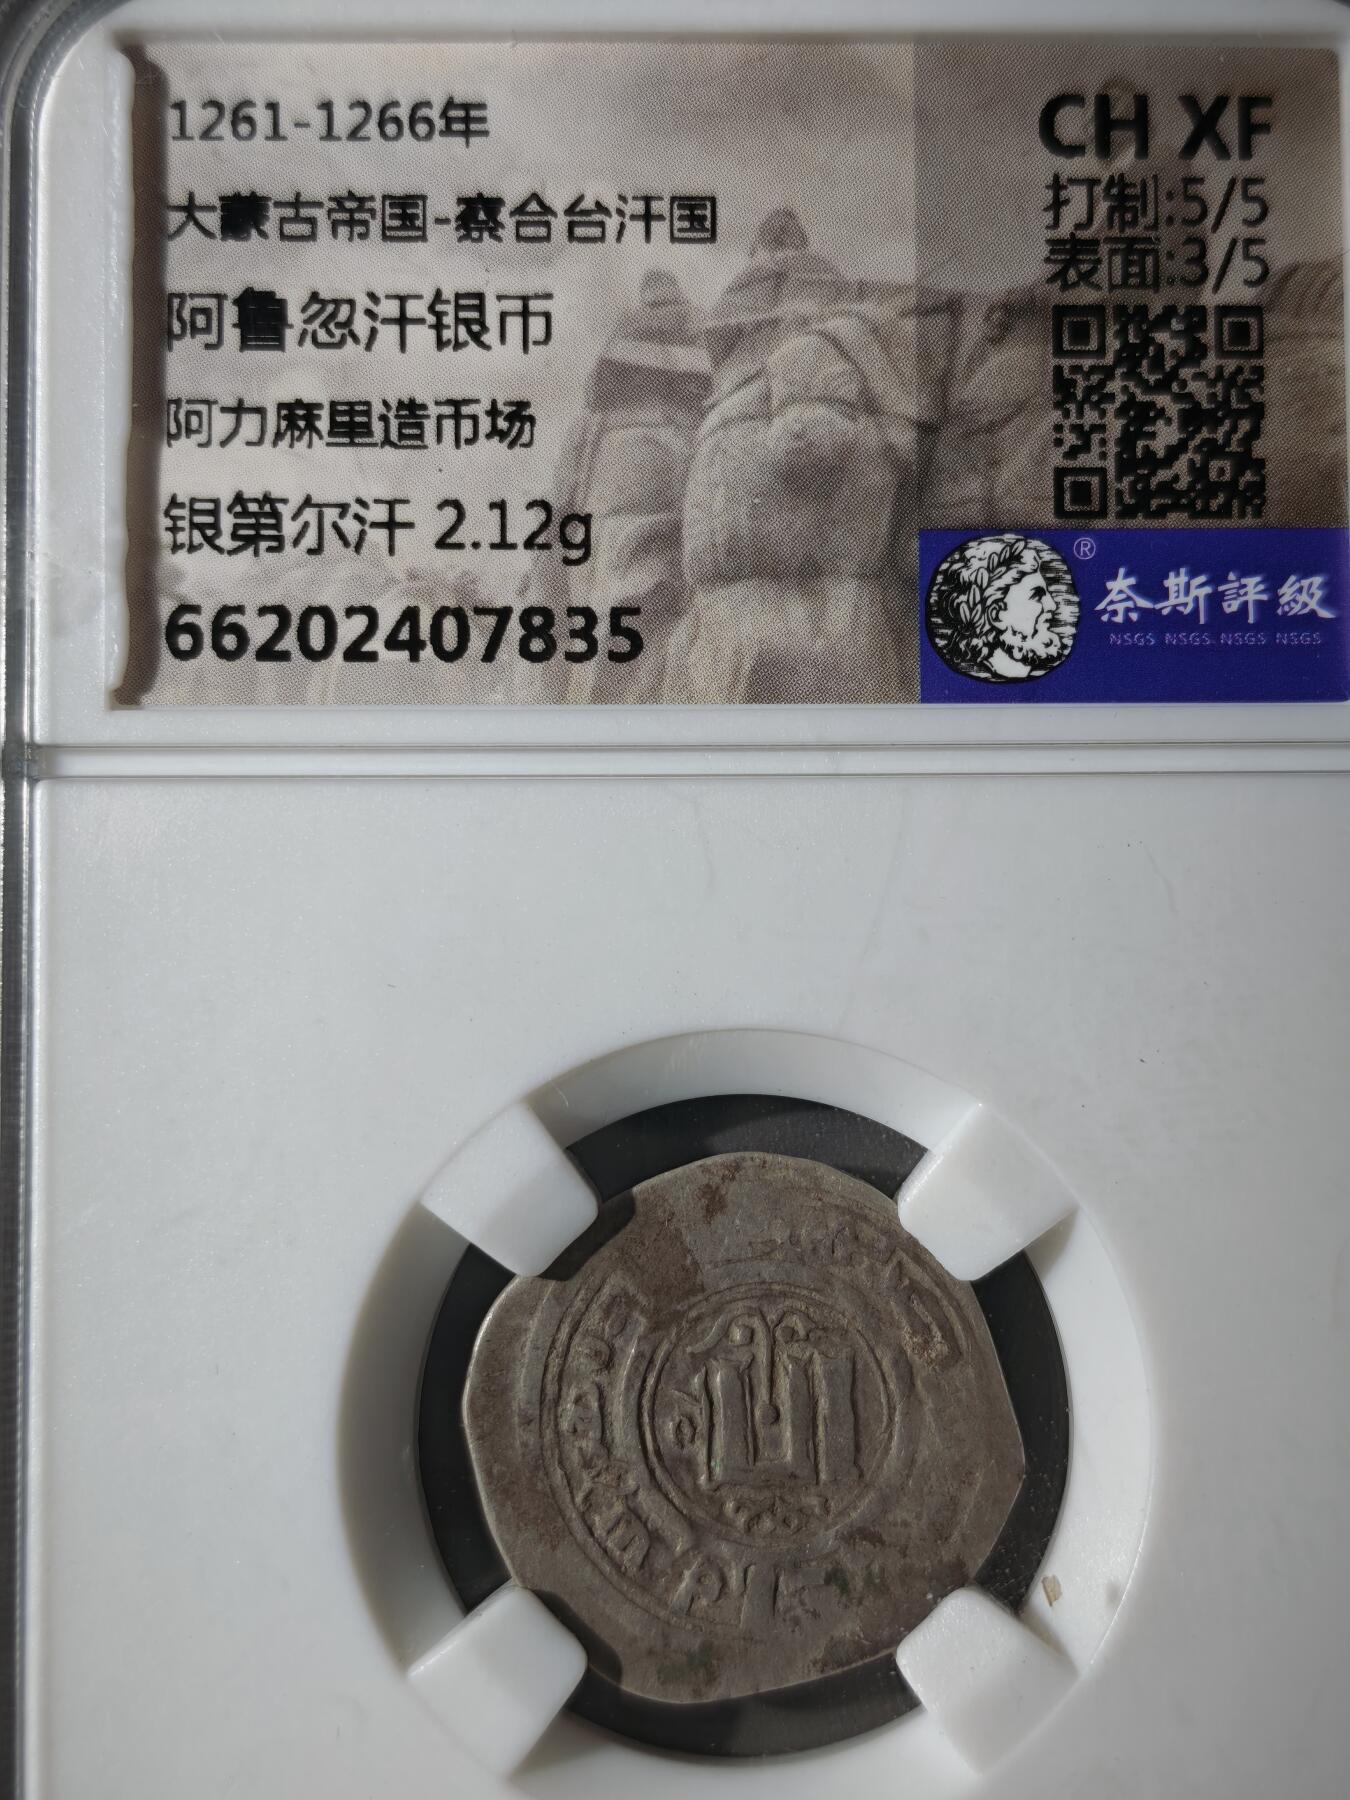 1261-1266年
大蒙古帝国-察合台汗国
阿鲁忽汗银币
阿力麻里造币场
银第尔汗 2.12g
66202407835
CH XF
打制:5/5
表面:3/5
®
奈斯評級
NSGS NSGS NSGS NSGS